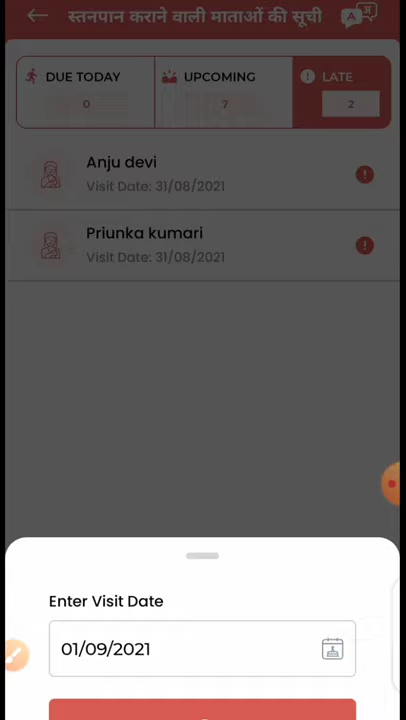 स्तनपान कराने वाली माताओं की सूची
A अ
DUE TODAY
0
UPCOMING
7
LATE
2
Anju devi
Visit Date: 31/08/2021
Priunka kumari
Visit Date: 31/08/2021
Enter Visit Date
01/09/2021